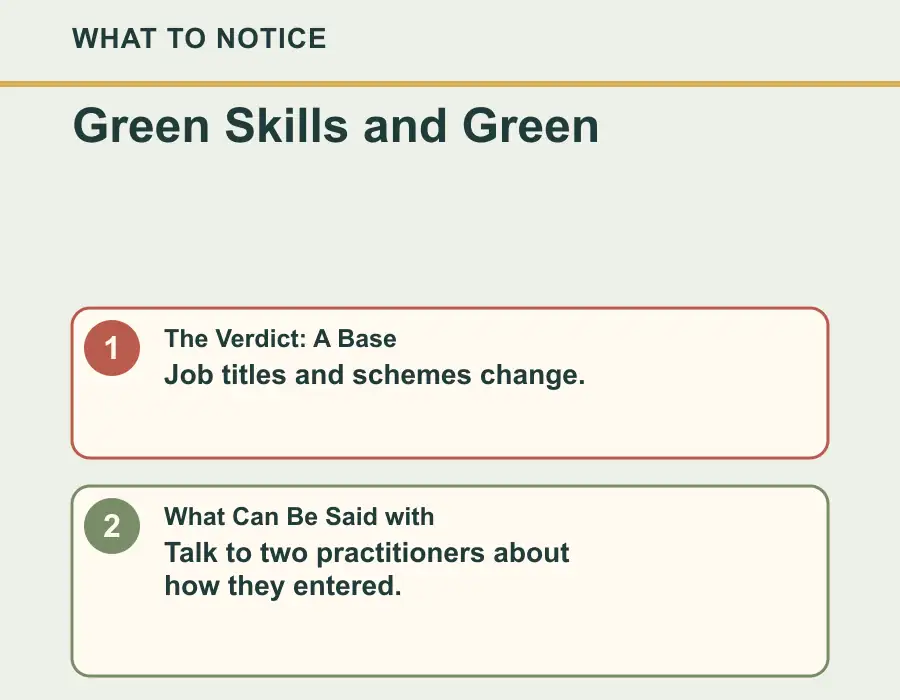 WHAT TO NOTICE
Green Skills and Green
1
The Verdict: A Base
Job titles and schemes change.
2
What Can Be Said with
Talk to two practitioners about
how they entered.